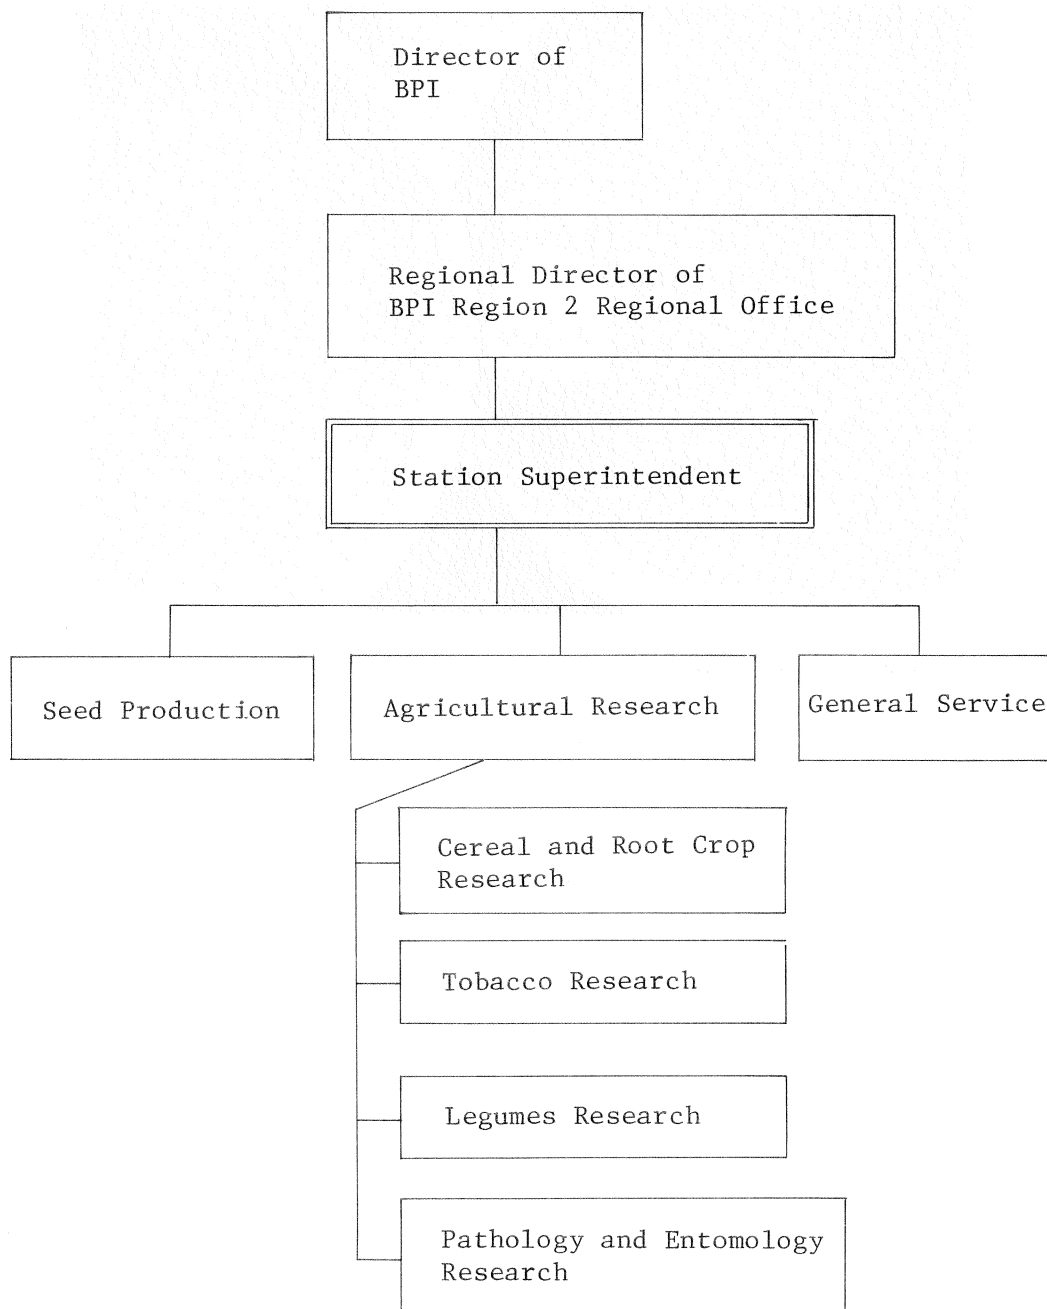 Director of
BPI
Regional Director of
BPI Region 2 Regional Office
Station Superintendent
Seed Production
Agricultural Research
General Service
Cereal and Root Crop
Research
Tobacco Research
Legumes Research
Pathology and Entomology
Research